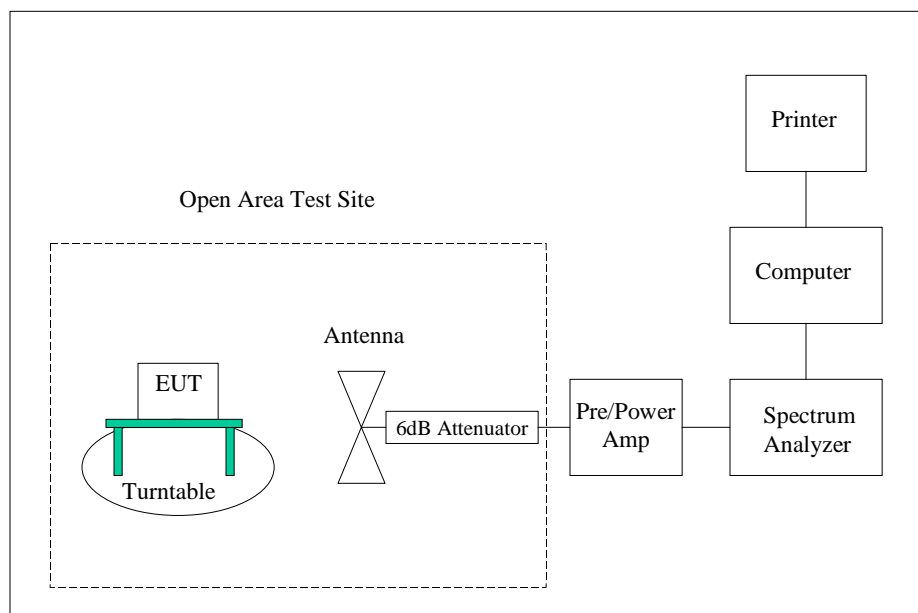 Printer
Open Area Test Site
Computer
Antenna
EUT
6dB Attenuator
Pre/Power
Amp
Spectrum
Analyzer
Turntable